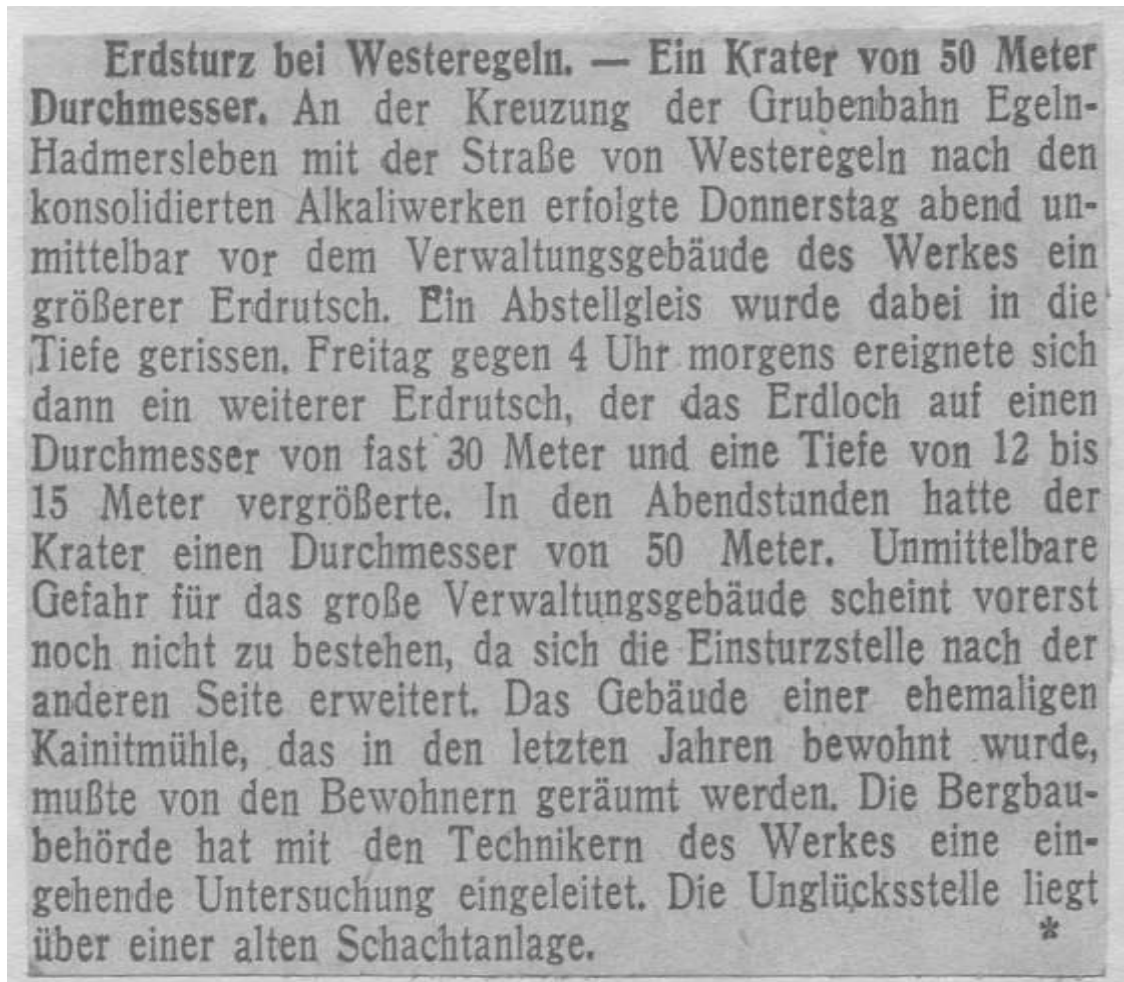 Erdsturz bei Westeregeln. — Ein Krater von 50 Meter
Durchmesser. An der Kreuzung der Grubenbahn Egeln-
Hadmersleben mit der Straße von Westeregeln nach den
konsolidierten Alkaliwerken erfolgte Donnerstag abend un-
mittelbar vor dem Verwaltungsgebäude des Werkes ein
größerer Erdrutsch. Ein Abstellgleis wurde dabei in die
Tiefe gerissen. Freitag gegen 4 Uhr morgens ereignete sich
dann ein weiterer Erdrutsch, der das Erdloch auf einen
Durchmesser von fast 30 Meter und eine Tiefe von 12 bis
15 Meter vergrößerte. In den Abendstunden hatte der
Krater einen Durchmesser von 50 Meter. Unmittelbare
Gefahr für das große Verwaltungsgebäude scheint vorerst
noch nicht zu bestehen, da sich die Einsturzstelle nach der
anderen Seite erweitert. Das Gebäude einer ehemaligen
Kainitmühle, das in den letzten Jahren bewohnt wurde,
mußte von den Bewohnern geräumt werden. Die Bergbau-
behörde hat mit den Technikern des Werkes eine ein-
gehende Untersuchung eingeleitet. Die Unglücksstelle liegt
über einer alten Schachtanlage. *